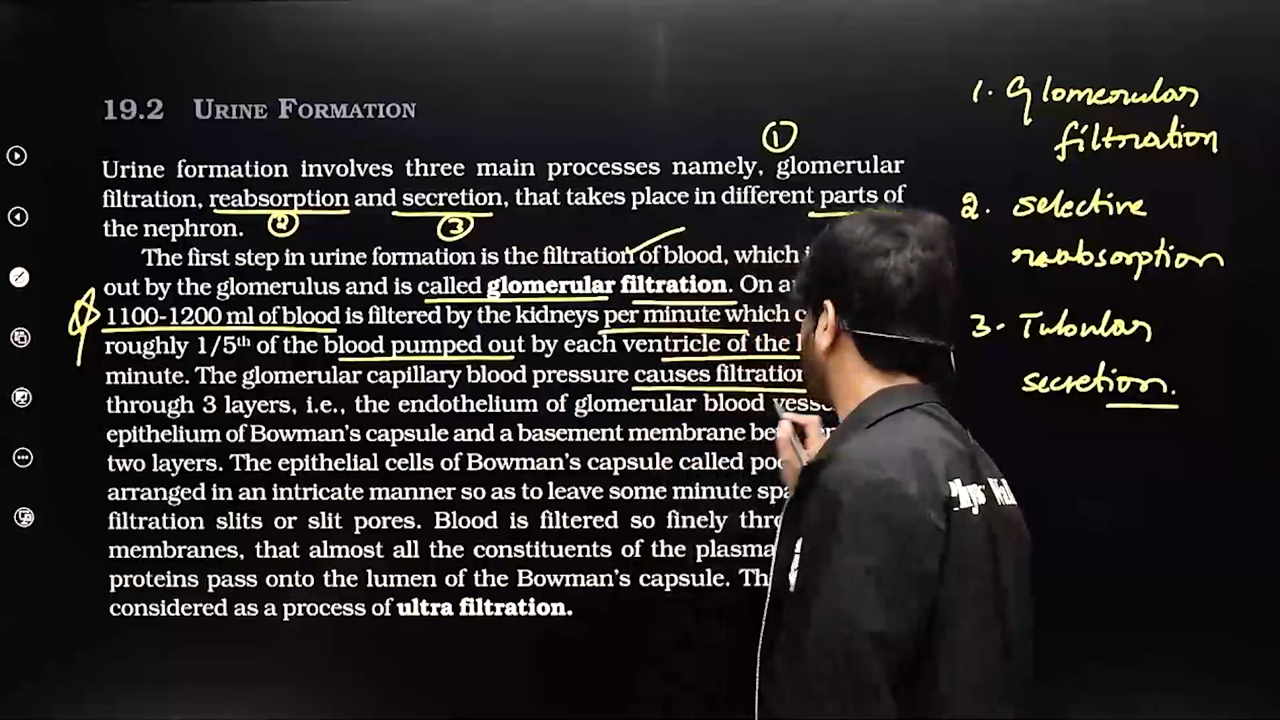 19.2 URINE FORMATION
①
Urine formation involves three main processes namely, glomerular
filtration, reabsorption and secretion, that takes place in different parts of
② ③
the nephron.
The first step in urine formation is the filtration of blood, which
out by the glomerulus and is called glomerular filtration. On
1100-1200 ml of blood is filtered by the kidneys per minute which
roughly 1/5th of the blood pumped out by each ventricle of the
minute. The glomerular capillary blood pressure causes filtration
through 3 layers, i.e., the endothelium of glomerular blood
epithelium of Bowman's capsule and a basement membrane
two layers. The epithelial cells of Bowman's capsule called
arranged in an intricate manner so as to leave some minute
filtration slits or slit pores. Blood is filtered so finely
membranes, that almost all the constituents of the plasma
proteins pass onto the lumen of the Bowman's capsule.
considered as a process of ultra filtration.
1. Glomerular
filtration
2. selective
reabsorption
3. Tubular
secretion.